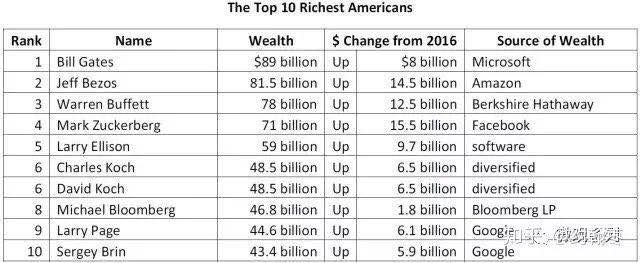 The Top 10 Richest Americans
Rank Name Wealth $ Change from 2016 Source of Wealth
1 Bill Gates $89 billion Up $8 billion Microsoft
2 Jeff Bezos 81.5 billion Up 14.5 billion Amazon
3 Warren Buffett 78 billion Up 12.5 billion Berkshire Hathaway
4 Mark Zuckerberg 71 billion Up 15.5 billion Facebook
5 Larry Ellison 59 billion Up 9.7 billion software
6 Charles Koch 48.5 billion Up 6.5 billion diversified
6 David Koch 48.5 billion Up 6.5 billion diversified
8 Michael Bloomberg 46.8 billion Up 1.8 billion Bloomberg LP
9 Larry Page 44.6 billion Up 6.1 billion Google
10 Sergey Brin 43.4 billion Up 5.9 billion Google
知乎